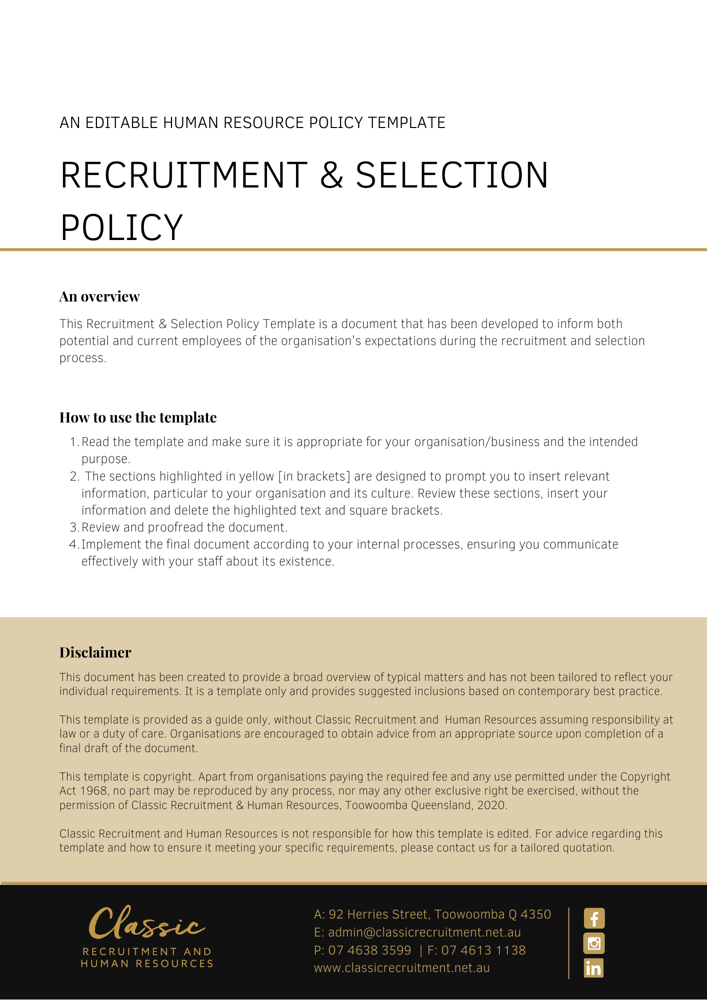 AN EDITABLE HUMAN RESOURCE POLICY TEMPLATE
RECRUITMENT & SELECTION
POLICY
An overview
This Recruitment & Selection Policy Template is a document that has been developed to inform both
potential and current employees of the organisation's expectations during the recruitment and selection
process.
How to use the template
1. Read the template and make sure it is appropriate for your organisation/business and the intended
purpose.
2. The sections highlighted in yellow [in brackets] are designed to prompt you to insert relevant
information, particular to your organisation and its culture. Review these sections, insert your
information and delete the highlighted text and square brackets.
3. Review and proofread the document.
4. Implement the final document according to your internal processes, ensuring you communicate
effectively with your staff about its existence.
Disclaimer
This document has been created to provide a broad overview of typical matters and has not been tailored to reflect your
individual requirements. It is a template only and provides suggested inclusions based on contemporary best practice.
This template is provided as a guide only, without Classic Recruitment and Human Resources assuming responsibility at
law or a duty of care. Organisations are encouraged to obtain advice from an appropriate source upon completion of a
final draft of the document.
This template is copyright. Apart from organisations paying the required fee and any use permitted under the Copyright
Act 1968, no part may be reproduced by any process, nor may any other exclusive right be exercised, without the
permission of Classic Recruitment & Human Resources, Toowoomba Queensland, 2020.
Classic Recruitment and Human Resources is not responsible for how this template is edited. For advice regarding this
template and how to ensure it meeting your specific requirements, please contact us for a tailored quotation.
Classic
RECRUITMENT AND
HUMAN RESOURCES
A: 92 Herries Street, Toowoomba Q 4350
E: admin@classicrecruitment.net.au
P: 07 4638 3599 | F: 07 4613 1138
www.classicrecruitment.net.au